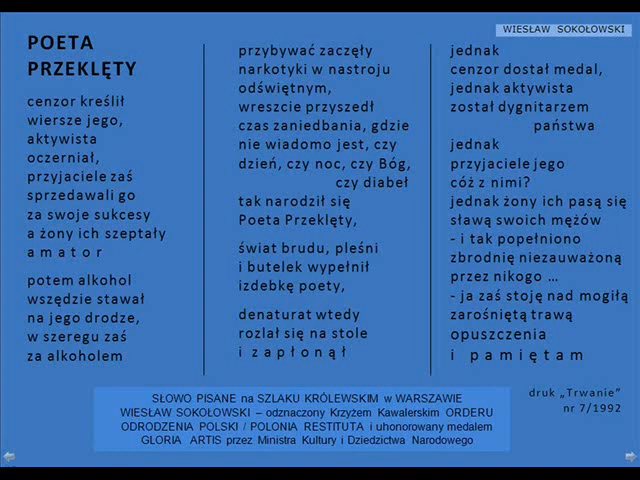 WIESŁAW SOKOŁOWSKI
POETA
PRZEKLĘTY
cenzor kreślił
wiersze jego,
aktywista
oczerniał,
przyjaciele zaś
sprzedawali go
za swoje sukcesy
a żony ich szeptały
a m a t o r
potem alkohol
wszędzie stawał
na jego drodze,
w szeregu zaś
za alkoholem
przybywać zaczęły
narkotyki w nastroju
odświętnym,
wreszcie przyszedł
czas zaniedbania, gdzie
nie wiadomo jest, czy
dzień, czy noc, czy Bóg,
czy diabeł
tak narodził się
Poeta Przeklęty,
świat brudu, pleśni
i butelek wypełnił
izdebkę poety,
denaturat wtedy
rozlał się na stole
i z a p ł o n ą ł
jednak
cenzor dostał medal,
jednak aktywista
został dygnitarzem
państwa
jednak
przyjaciele jego
cóż z nimi?
jednak żony ich pasą się
sławą swoich mężów
- i tak popełniono
zbrodnię niezauważoną
przez nikogo ...
- ja zaś stoję nad mogiłą
zarośniętą trawą
opuszczenia
i p a m i ę t a m
druk „Trwanie"
nr 7/1992
SŁOWO PISANE na SZLAKU KRÓLEWSKIM w WARSZAWIE
WIESŁAW SOKOŁOWSKI – odznaczony Krzyżem Kawalerskim ORDERU
ODRODZENIA POLSKI / POLONIA RESTITUTA i uhonorowany medalem
GLORIA ARTIS przez Ministra Kultury i Dziedzictwa Narodowego